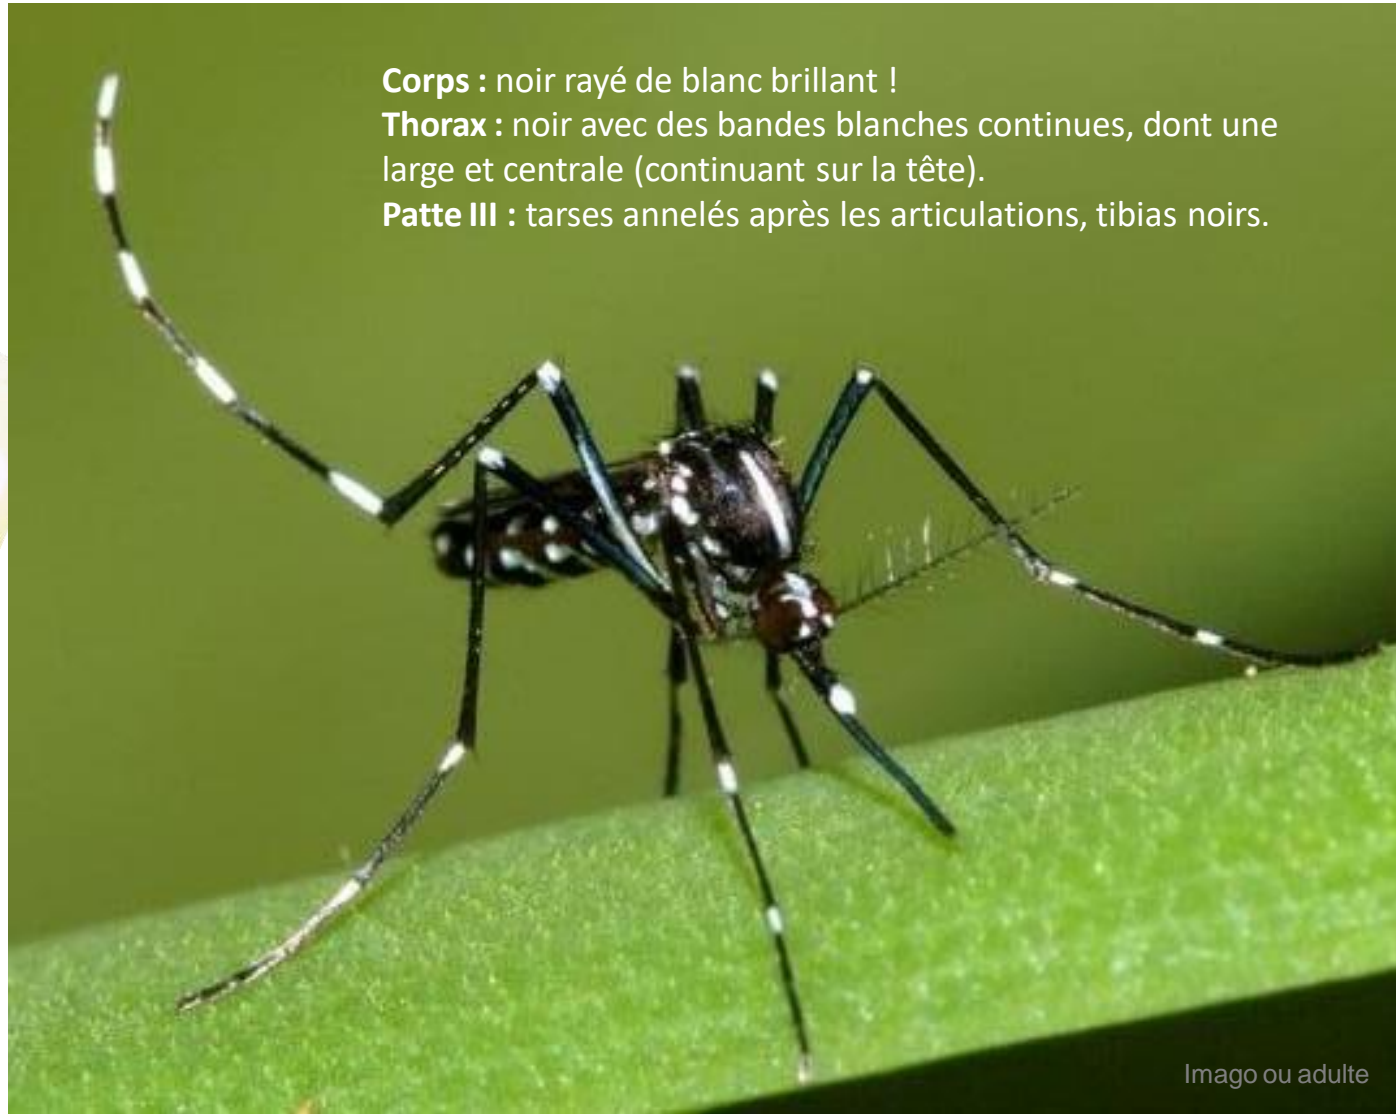 Corps : noir rayé de blanc brillant !
Thorax : noir avec des bandes blanches continues, dont une
large et centrale (continuant sur la tête).
Patte III : tarses annelés après les articulations, tibias noirs.
Imago ou adulte